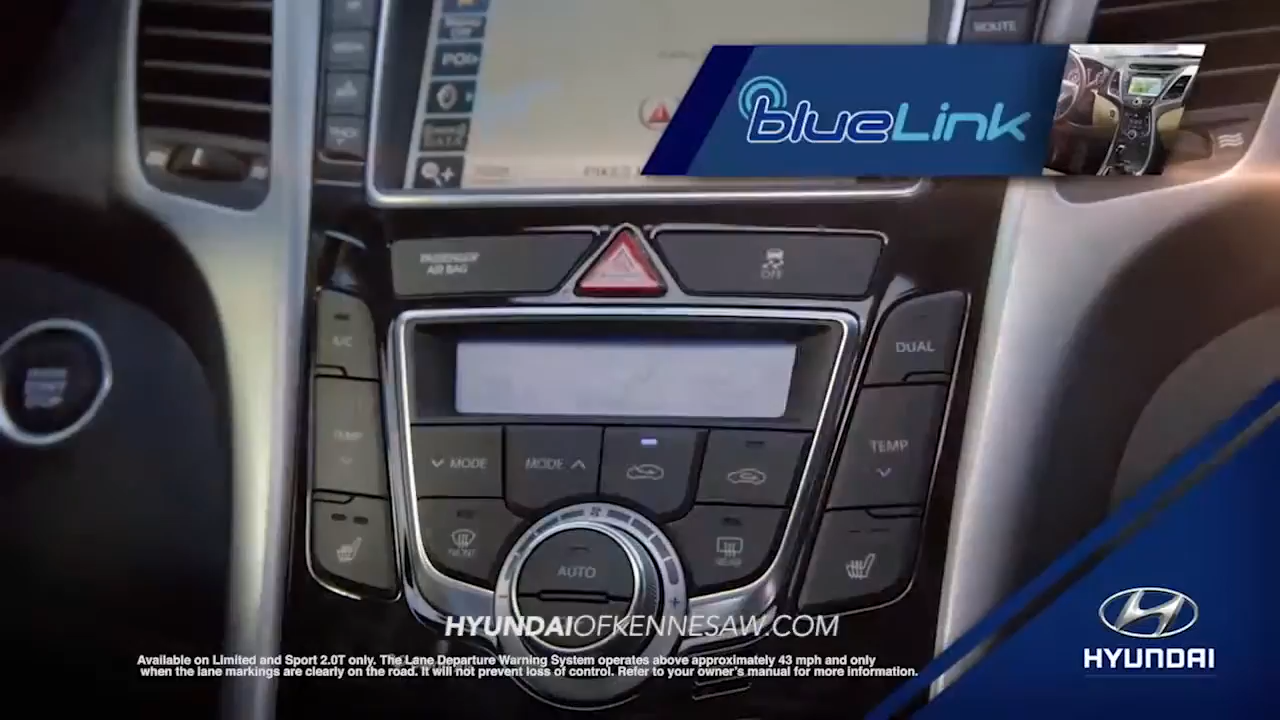 ROUTE
POI
blueLink
PASSENGER
AIR BAG
OFF
A/C
DUAL
TEMP
TEMP
MODE
MODE
FRONT
REAR
AUTO
HYUNDAIOFKENNESAW.COM
Available on Limited and Sport 2.0T only. The Lane Departure Warning System operates above approximately 43 mph and only
when the lane markings are clearly on the road. It will not prevent loss of control. Refer to your owner's manual for more information.
HYUNDAI